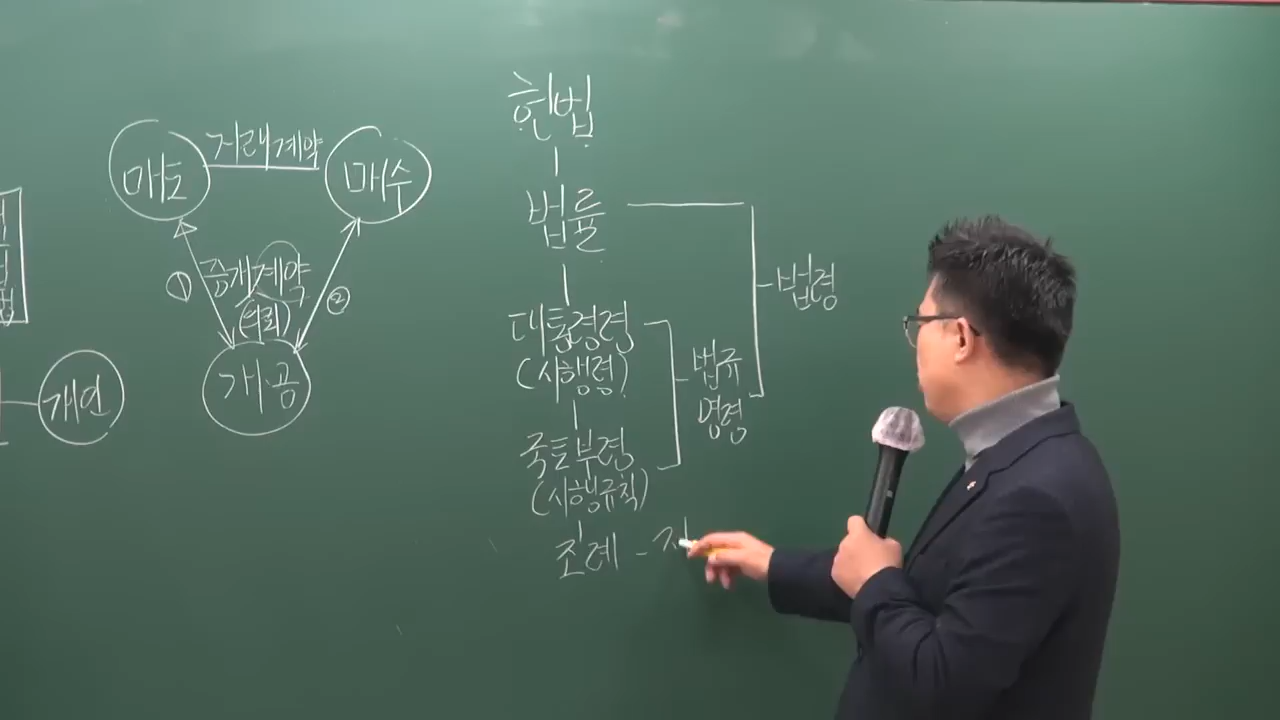 매도 거래계약 매수
① 중개계약 ②
(의뢰)
개공
개인
헌법
법률
법령
대통령령
(시행령)
법규
명령
국토부령
(시행규칙)
조례 -